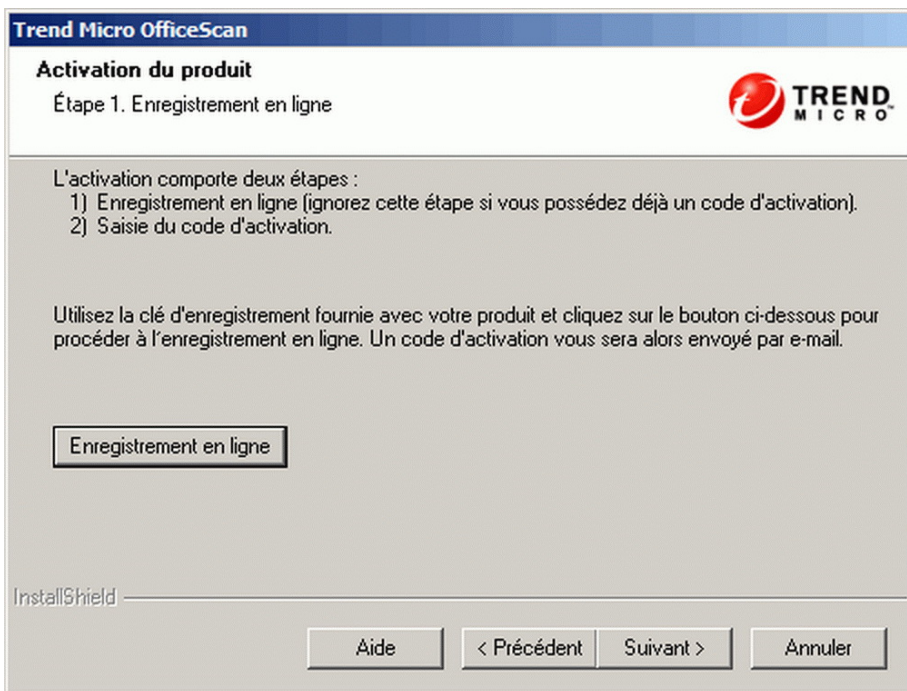 Trend Micro OfficeScan
Activation du produit
Étape 1. Enregistrement en ligne
TREND
MICRO
L'activation comporte deux étapes :
1) Enregistrement en ligne (ignorez cette étape si vous possédez déjà un code d'activation).
2) Saisie du code d'activation.
Utilisez la clé d'enregistrement fournie avec votre produit et cliquez sur le bouton ci-dessous pour
procéder à l'enregistrement en ligne. Un code d'activation vous sera alors envoyé par e-mail.
Enregistrement en ligne
InstallShield
Aide < Précédent Suivant > Annuler